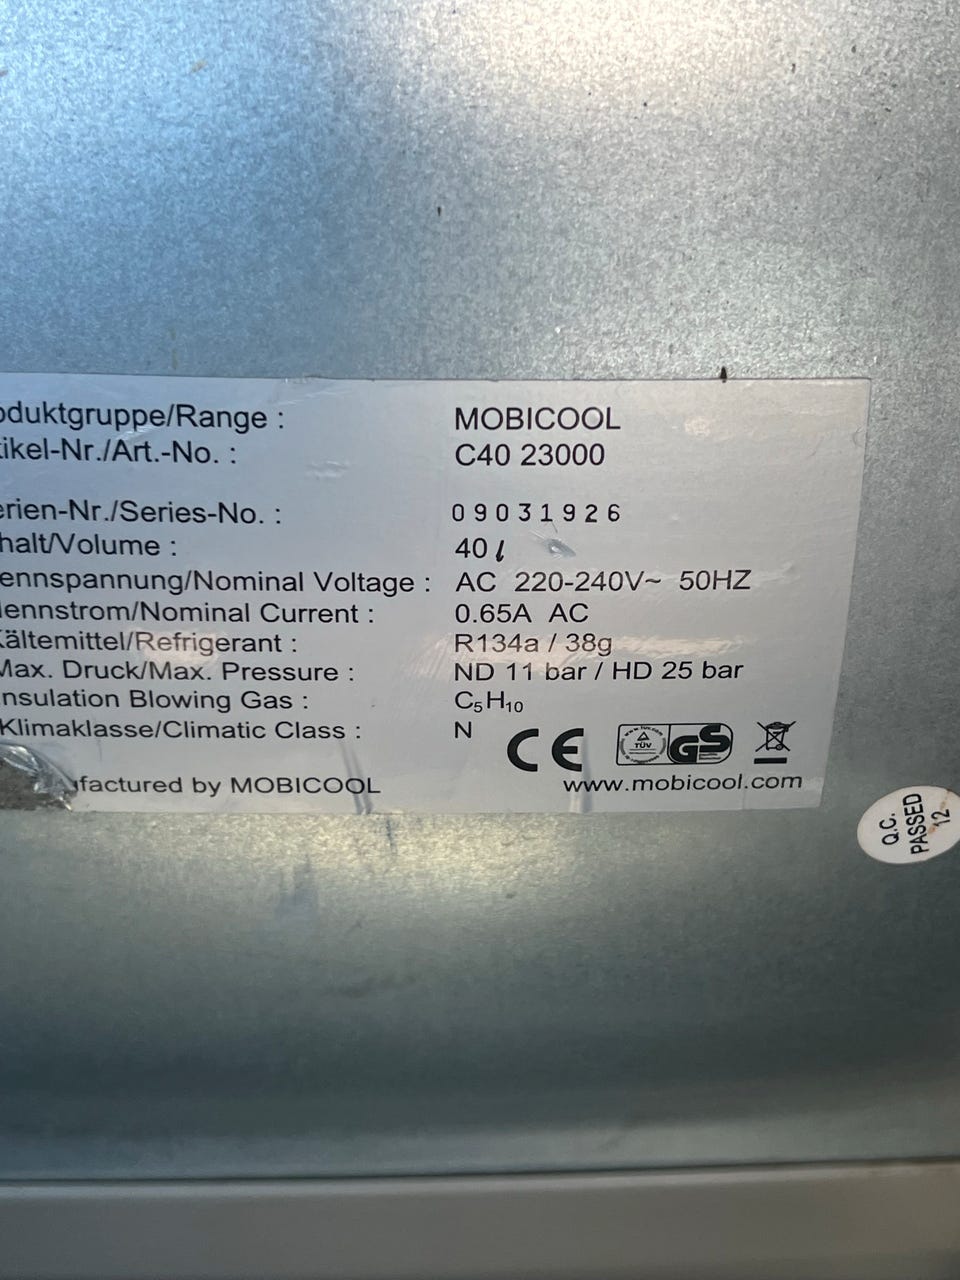 oduktgruppe/Range : MOBICOOL
ikel-Nr./Art.-No. : C40 23000
erien-Nr./Series-No. : 09031926
halt/Volume : 40 l
ennspannung/Nominal Voltage : AC 220-240V~ 50HZ
ennstrom/Nominal Current : 0.65A AC
Kältemittel/Refrigerant : R134a / 38g
Max. Druck/Max. Pressure : ND 11 bar / HD 25 bar
nsulation Blowing Gas : C₅H₁₀
Klimaklasse/Climatic Class : N
CE TÜV GS
ufactured by MOBICOOL www.mobicool.com
Q.C.
PASSED
12